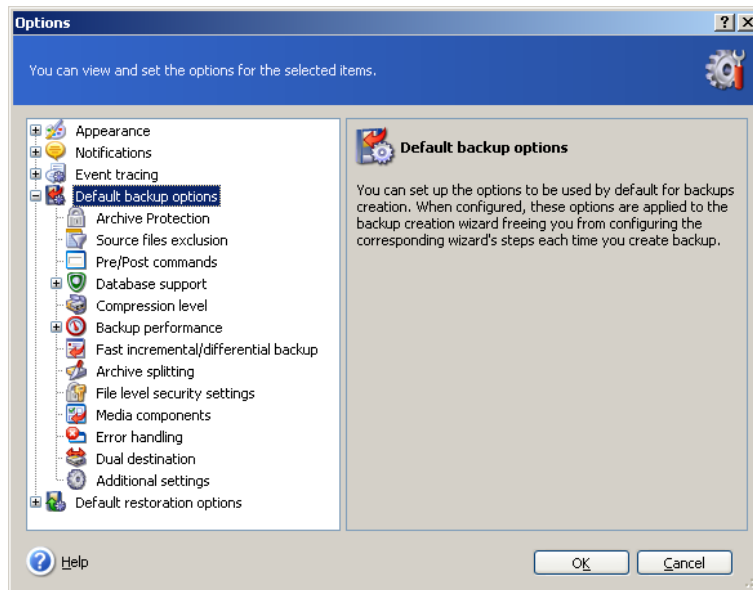 Options
You can view and set the options for the selected items.
Appearance
Notifications
Event tracing
Default backup options
Archive Protection
Source files exclusion
Pre/Post commands
Database support
Compression level
Backup performance
Fast incremental/differential backup
Archive splitting
File level security settings
Media components
Error handling
Dual destination
Additional settings
Default restoration options
Default backup options
You can set up the options to be used by default for backups
creation. When configured, these options are applied to the
backup creation wizard freeing you from configuring the
corresponding wizard's steps each time you create backup.
Help
OK
Cancel